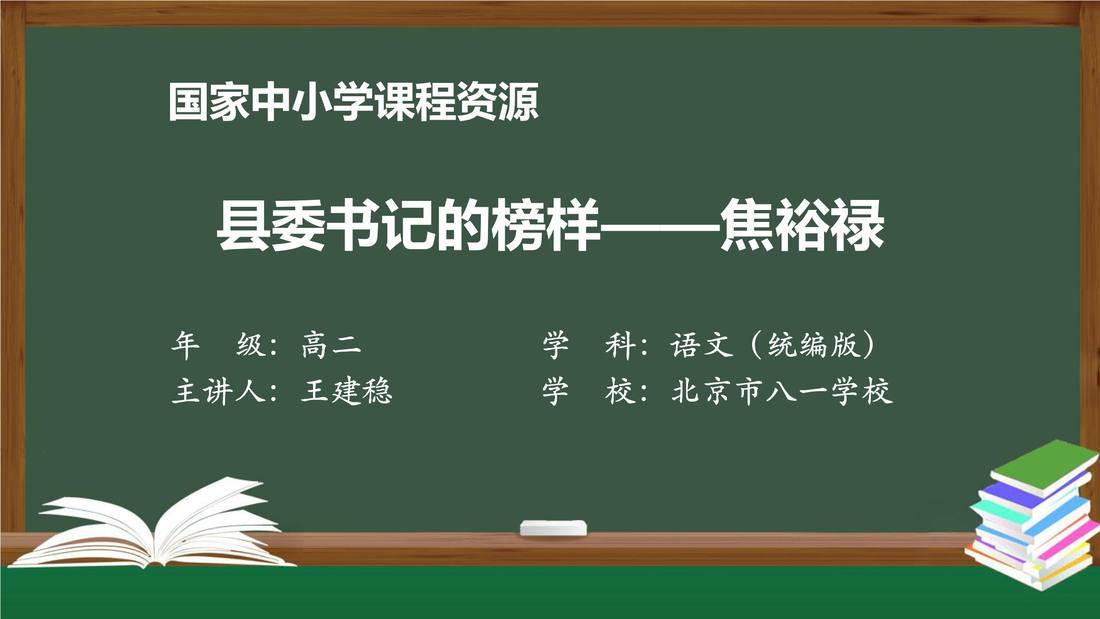 国家中小学课程资源
县委书记的榜样——焦裕禄
年 级：高二 学 科：语文（统编版）
主讲人：王建稳 学 校：北京市八一学校